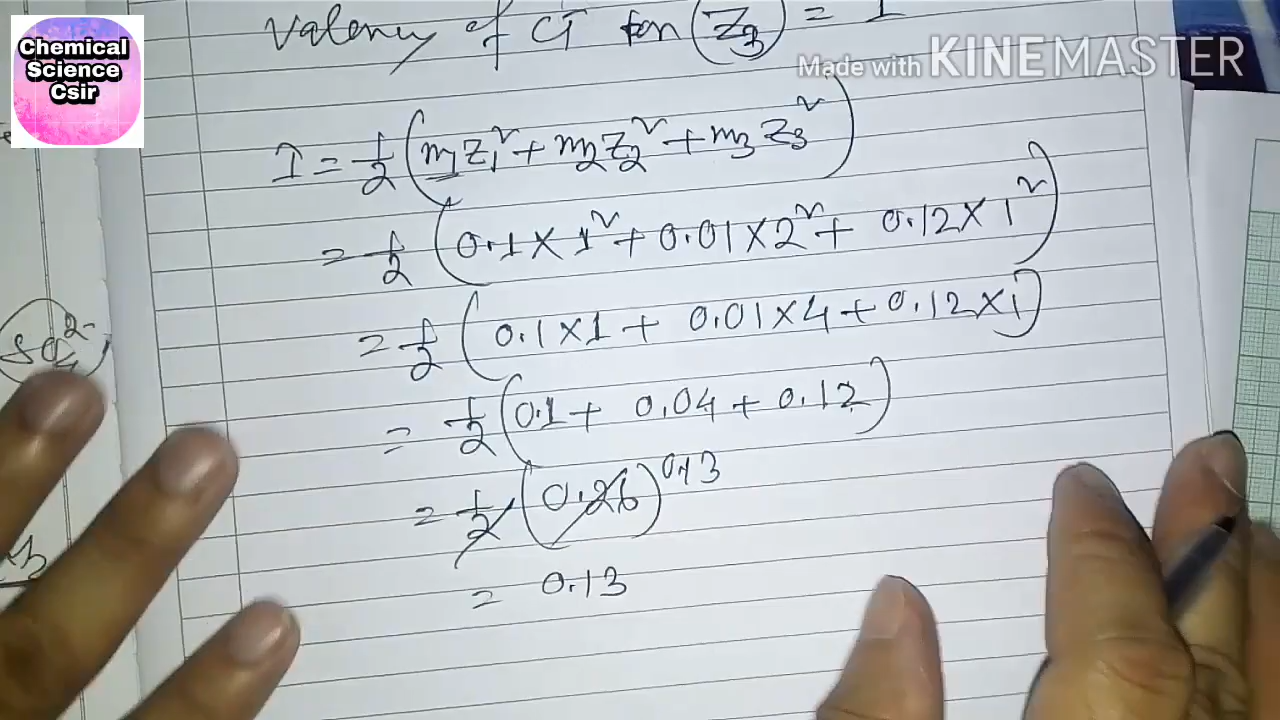 Chemical
Science
Csir
Made with KINEMASTER
Valency of Cl⁻ for (Z₃) = 1
I = 1/2 (m₁Z₁² + m₂Z₂² + m₃Z₃²)
= 1/2 (0.1 × 1² + 0.01 × 2² + 0.12 × 1²)
= 1/2 (0.1 × 1 + 0.01 × 4 + 0.12 × 1)
= 1/2 (0.1 + 0.04 + 0.12)
= 1/2 (0.26) 0.13
= 0.13
SO₄²⁻